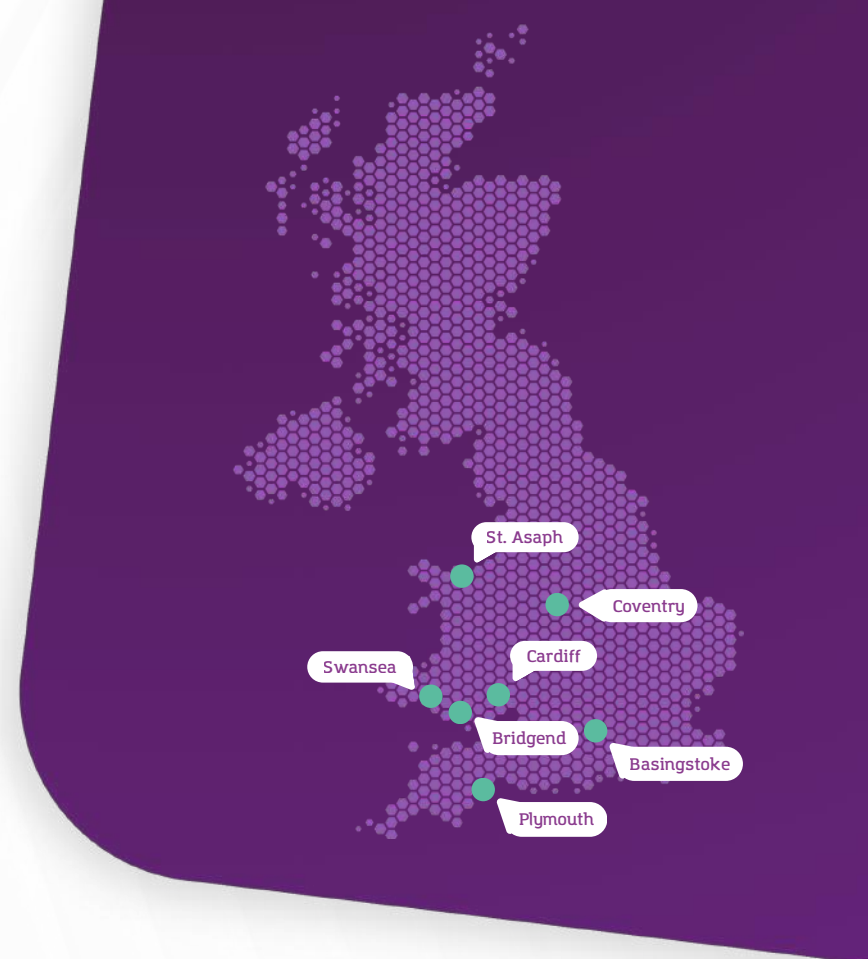 St. Asaph
Coventry
Cardiff
Swansea
Bridgend
Basingstoke
Plymouth